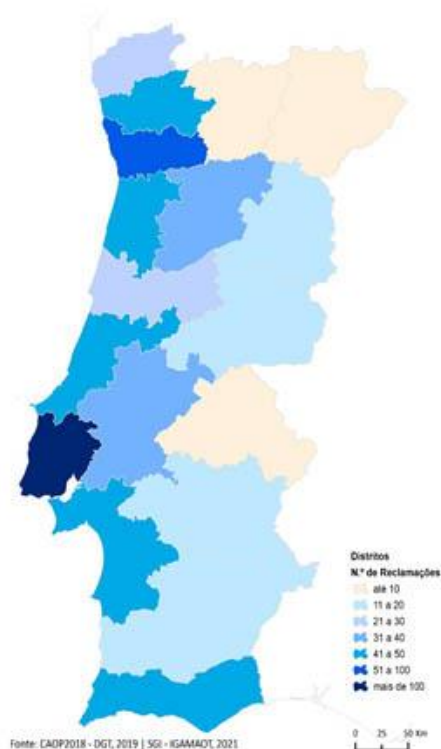 Distritos
N.º de Reclamações
até 10
11 a 20
21 a 30
31 a 40
41 a 50
51 a 100
mais de 100
0 25 50 Km
Fonte: CAOP2018 - DGT, 2019 | SGI - IGAMAOT, 2021